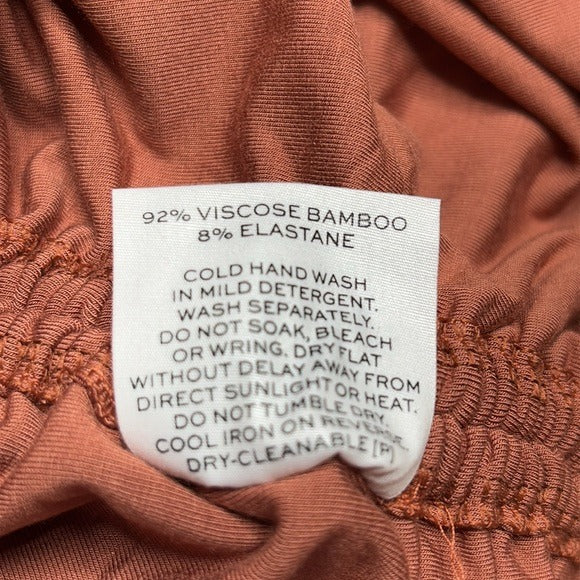 92% VISCOSE BAMBOO
8% ELASTANE
COLD HAND WASH
IN MILD DETERGENT.
WASH SEPARATELY.
DO NOT SOAK, BLEACH
OR WRING. DRY FLAT
WITHOUT DELAY AWAY FROM
DIRECT SUNLIGHT OR HEAT.
DO NOT TUMBLE DRY.
COOL IRON ON REVERSE.
DRY-CLEANABLE [P]